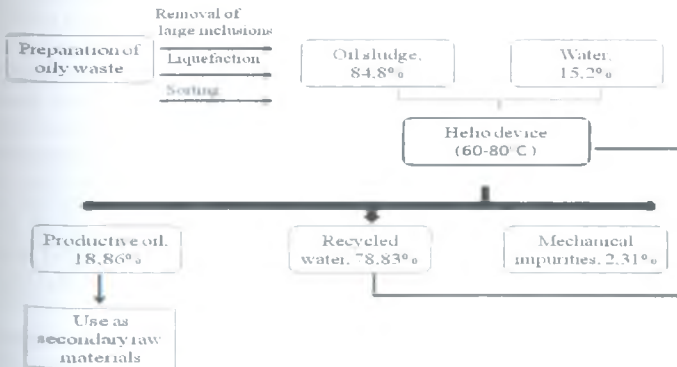 Removal of
large inclusions
Preparation of
oily waste
Liquefaction
Sorting
Oil sludge,
84,8%
Water,
15,2%
Helio device
(60-80°C)
Productive oil,
18,86%
Recycled
water, 78,83%
Mechanical
impurities, 2,31%
Use as
secondary raw
materials